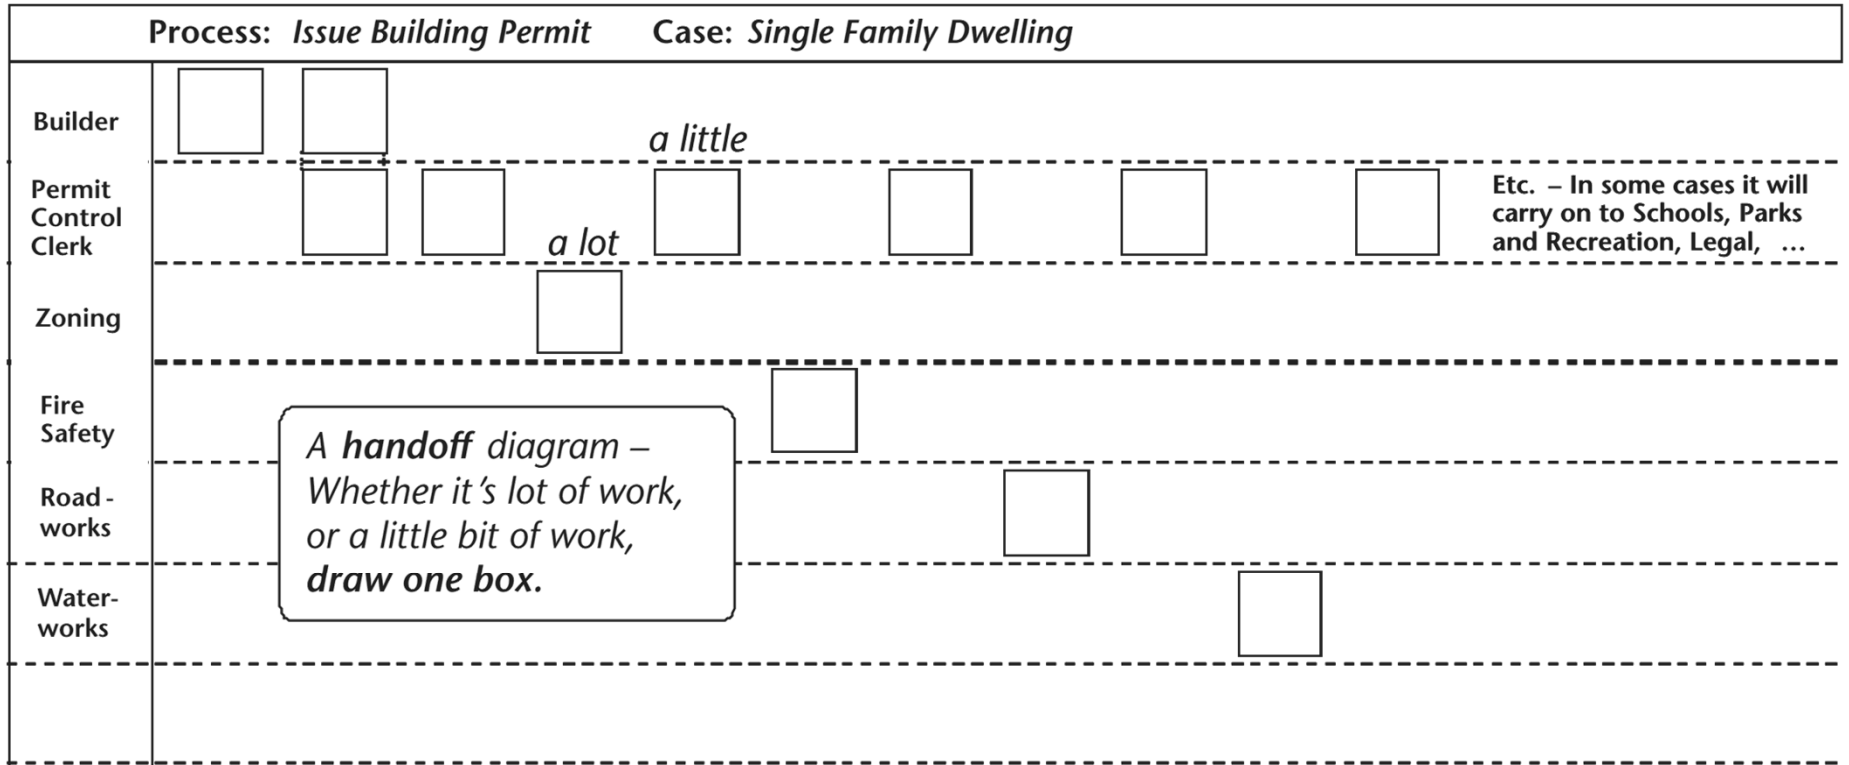 Process: Issue Building Permit Case: Single Family Dwelling
Builder
a little
Permit
Control
Clerk
Etc. – In some cases it will
carry on to Schools, Parks
and Recreation, Legal, ...
a lot
Zoning
Fire
Safety
A handoff diagram –
Whether it's lot of work,
or a little bit of work,
draw one box.
Road-
works
Water-
works